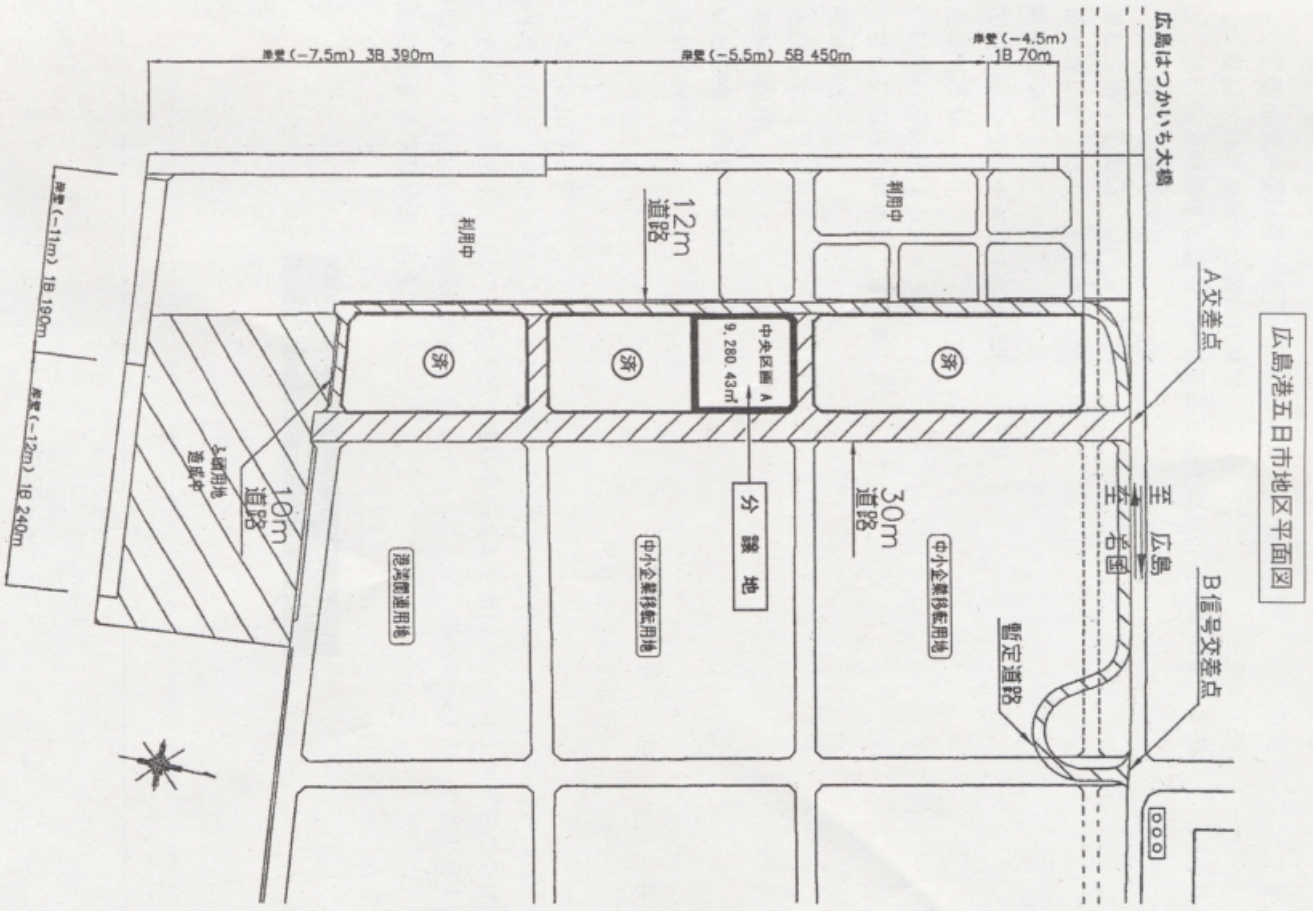 広島港五日市地区平面図
広島はつかいち大橋
A交差点
B信号交差点
至 広島
至 岩国
岸壁(-4.5m)
1B 70m
岸壁(-5.5m) 5B 450m
岸壁(-7.5m) 3B 390m
岸壁(-11m) 1B 190m
岸壁(-12m) 1B 240m
利用中
利用中
12m
道路
済
中央区画 A
9,280.43㎡
済
済
分譲地
30m
道路
暫定道路
中小企業移転用地
中小企業移転用地
港湾関連用地
10m
道路
ふ頭用地
造成中